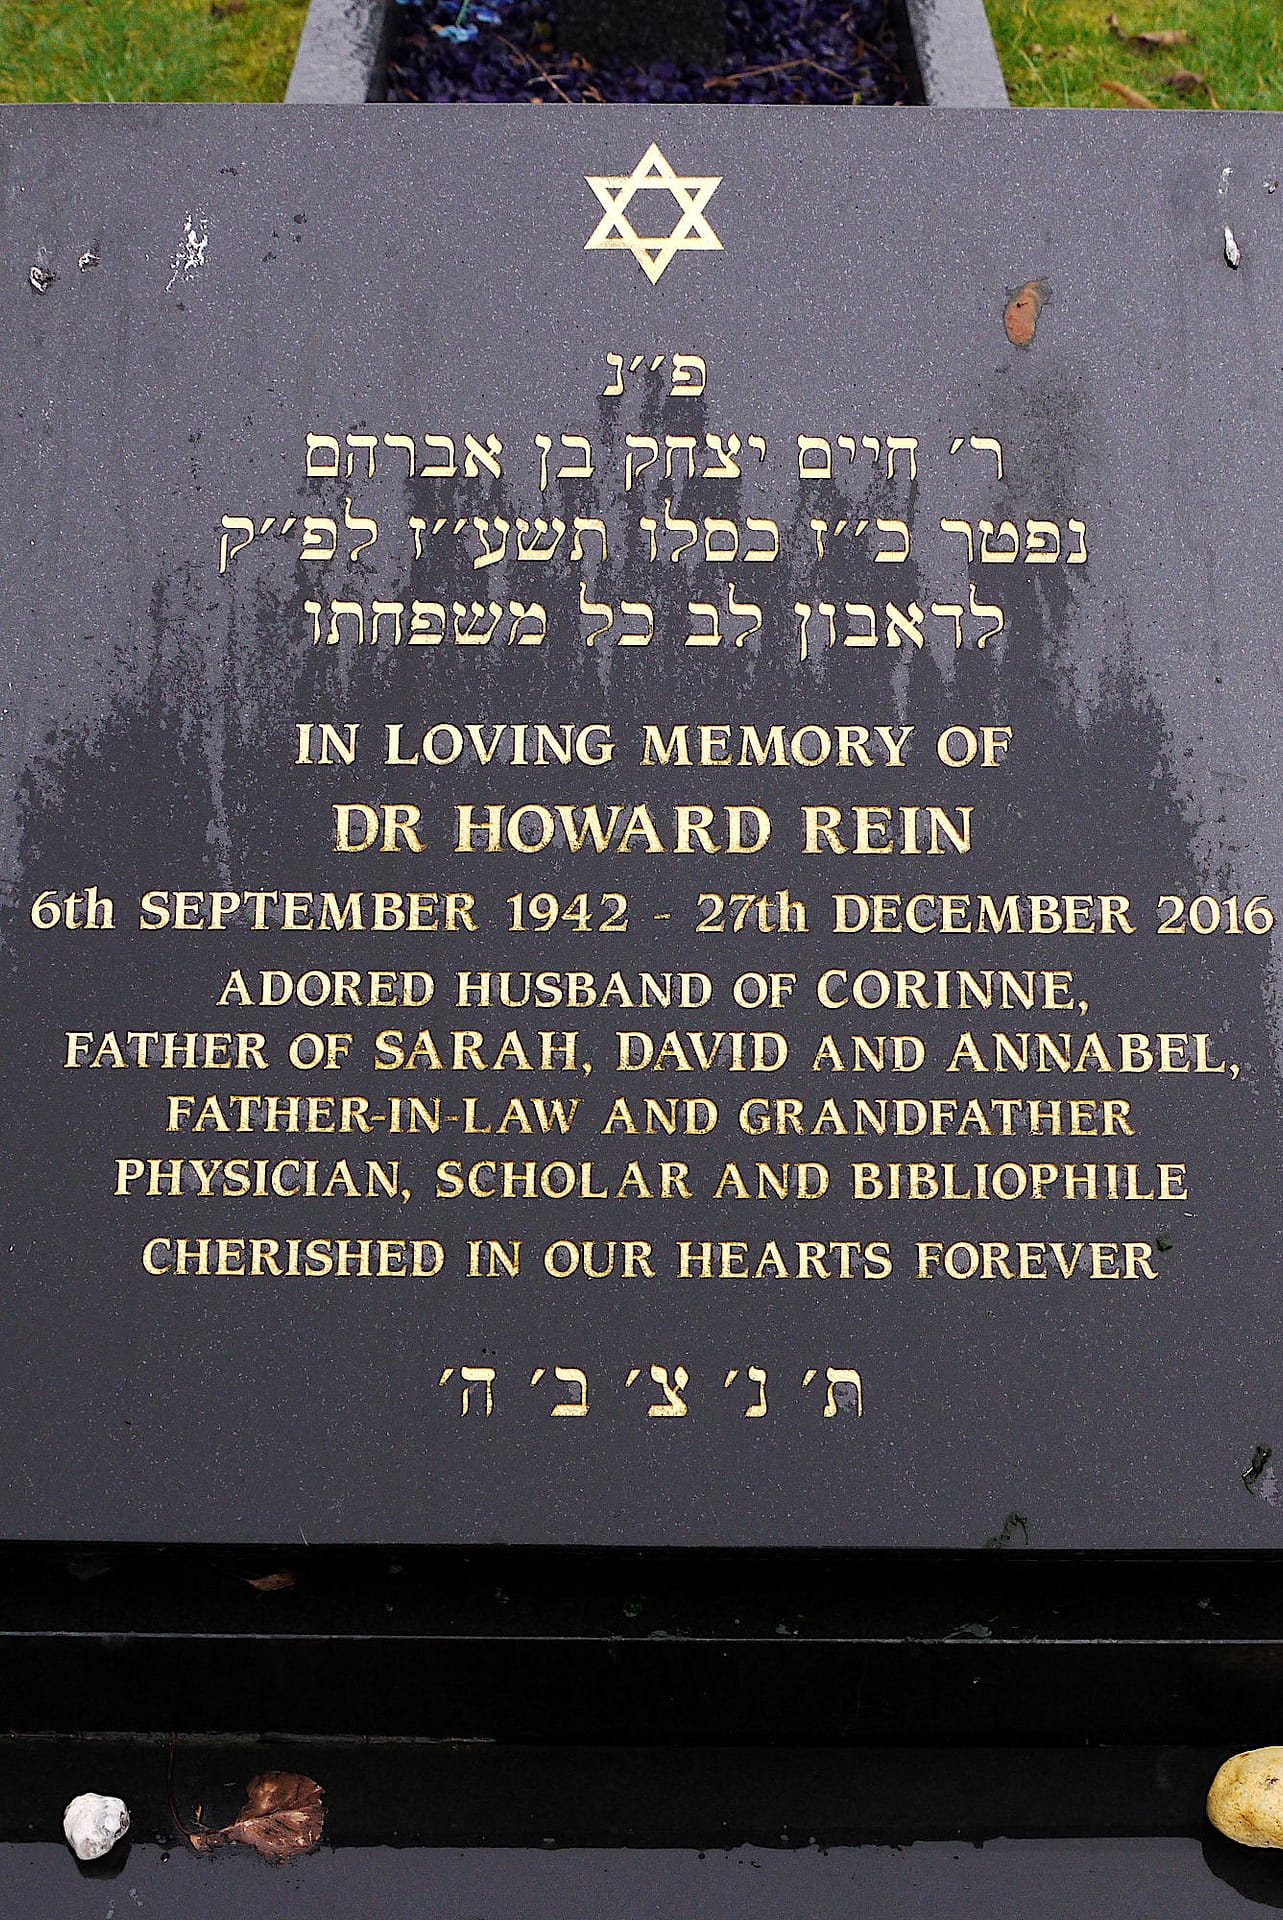 פ״נ
ר׳ חיים יצחק בן אברהם
נפטר כ״ז כסלו תשע״ז לפ״ק
לדאבון לב כל משפחתו
IN LOVING MEMORY OF
DR HOWARD REIN
6th SEPTEMBER 1942 - 27th DECEMBER 2016
ADORED HUSBAND OF CORINNE,
FATHER OF SARAH, DAVID AND ANNABEL,
FATHER-IN-LAW AND GRANDFATHER
PHYSICIAN, SCHOLAR AND BIBLIOPHILE
CHERISHED IN OUR HEARTS FOREVER
ת׳ נ׳ צ׳ ב׳ ה׳